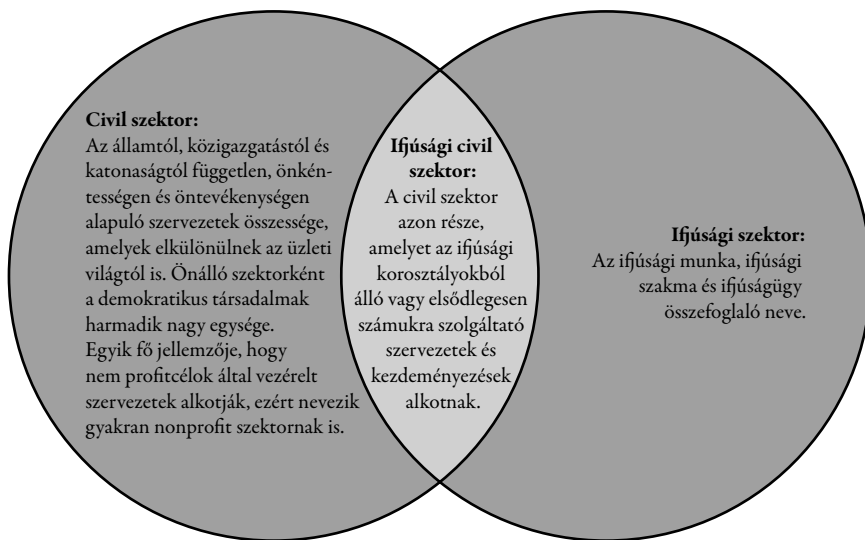 Civil szektor:
Az államtól, közigazgatástól és
katonaságtól független, önkén-
tességen és öntevékenységen
alapuló szervezetek összessége,
amelyek elkülönülnek az üzleti
világtól is. Önálló szektorként
a demokratikus társadalmak
harmadik nagy egysége.
Egyik fő jellemzője, hogy
nem profitcélok által vezérelt
szervezetek alkotják, ezért nevezik
gyakran nonprofit szektornak is.
Ifjúsági civil
szektor:
A civil szektor
azon része,
amelyet az ifjúsági
korosztályokból
álló vagy elsődlegesen
számukra szolgáltató
szervezetek és
kezdeményezések
alkotnak.
Ifjúsági szektor:
Az ifjúsági munka, ifjúsági
szakma és ifjúságügy
összefoglaló neve.